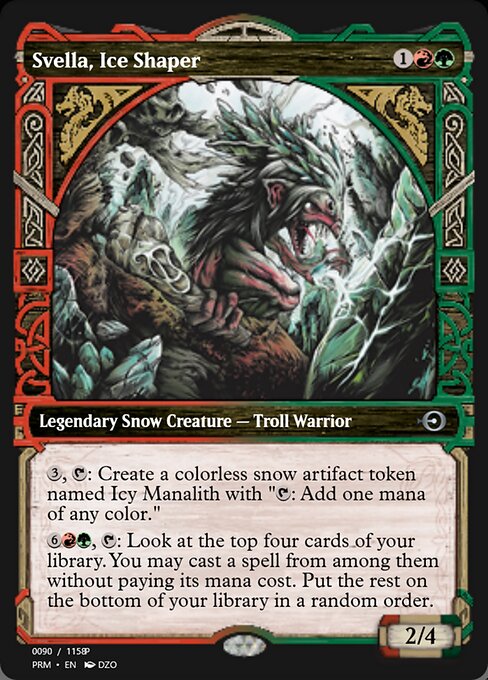 Svella, Ice Shaper 1
Legendary Snow Creature — Troll Warrior
3, : Create a colorless snow artifact token
named Icy Manalith with ": Add one mana
of any color."
6, : Look at the top four cards of your
library. You may cast a spell from among them
without paying its mana cost. Put the rest on
the bottom of your library in a random order.
2/4
0090 / 1158P
PRM • EN DZO